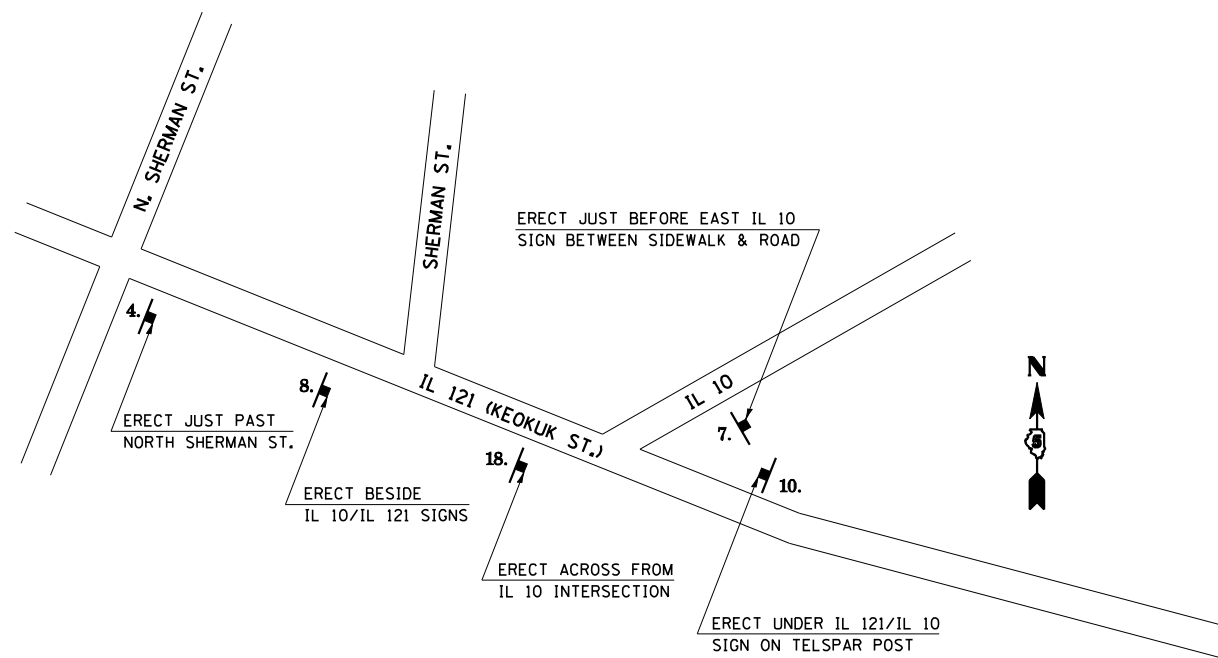 N. SHERMAN ST.
SHERMAN ST.
ERECT JUST BEFORE EAST IL 10
SIGN BETWEEN SIDEWALK & ROAD
4.
8.
IL 121 (KEOKUK ST.)
IL 10
N
5
ERECT JUST PAST
NORTH SHERMAN ST.
7.
18.
10.
ERECT BESIDE
IL 10/IL 121 SIGNS
ERECT ACROSS FROM
IL 10 INTERSECTION
ERECT UNDER IL 121/IL 10
SIGN ON TELSPAR POST